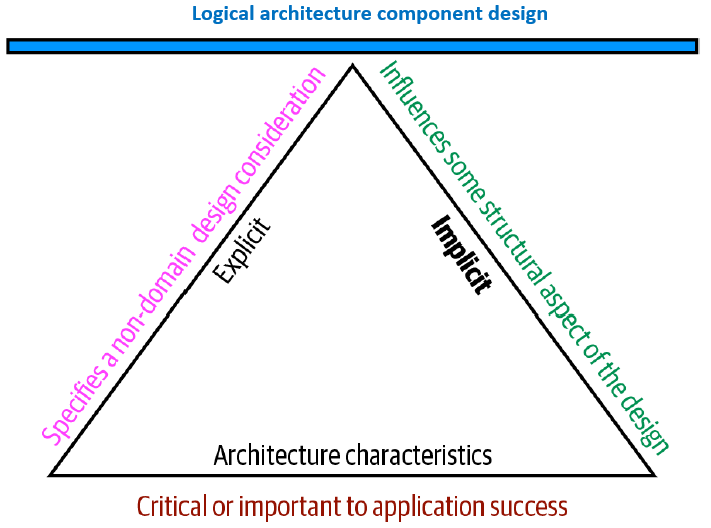 Logical architecture component design
Specifies a non-domain design consideration
Influences some structural aspect of the design
Explicit
Implicit
Architecture characteristics
Critical or important to application success